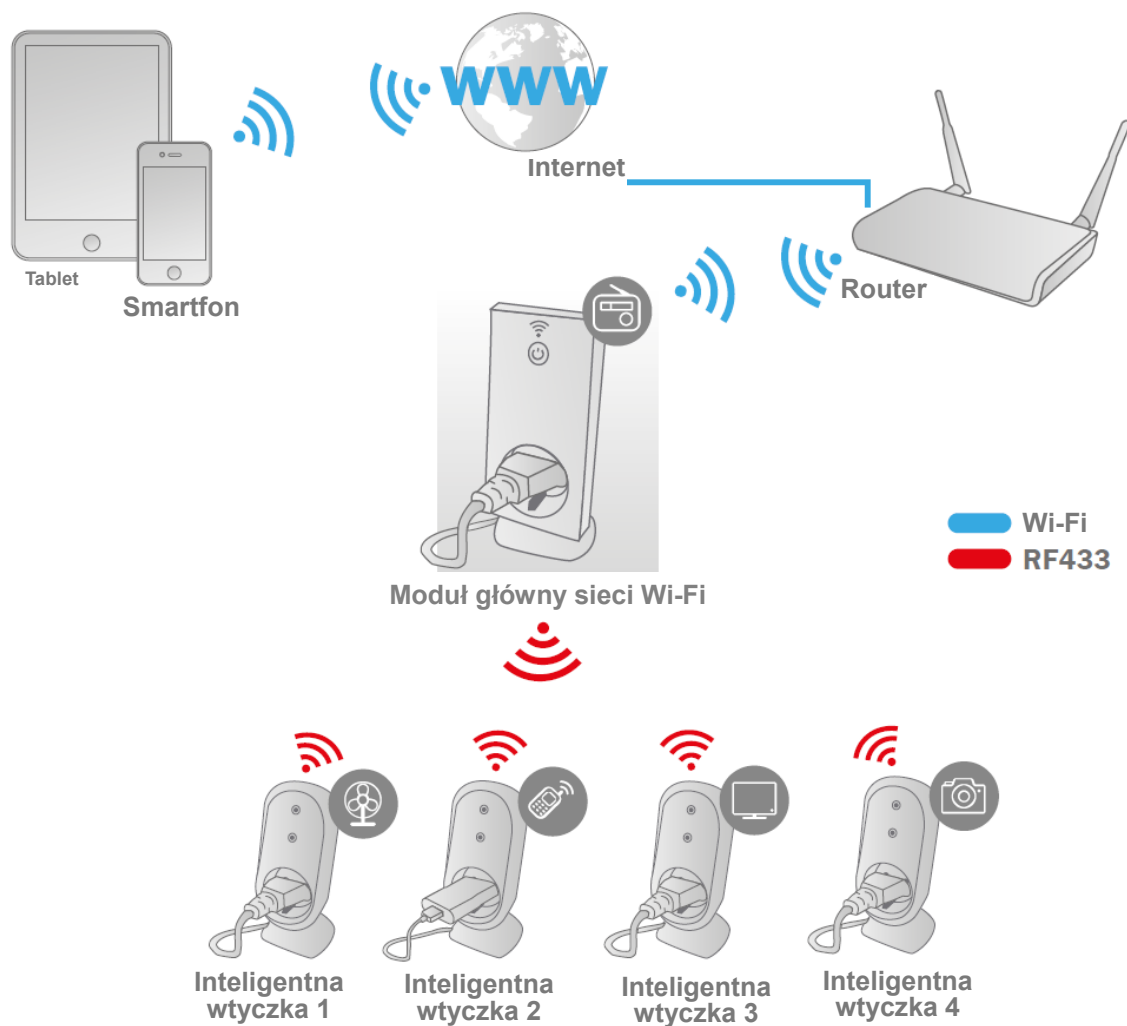 WWW
Internet
Tablet
Smartfon
Router
Wi-Fi
RF433
Moduł główny sieci Wi-Fi
Inteligentna
wtyczka 1
Inteligentna
wtyczka 2
Inteligentna
wtyczka 3
Inteligentna
wtyczka 4